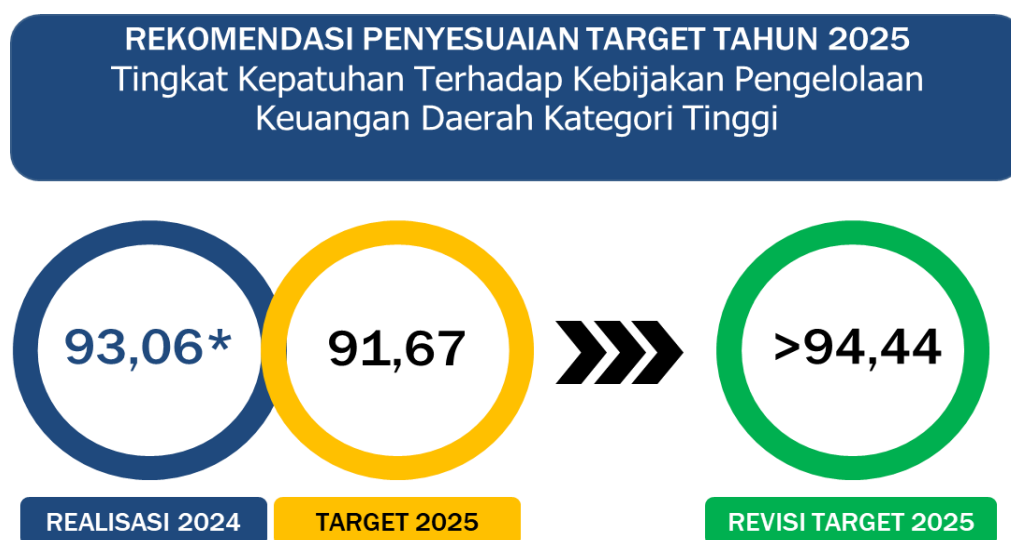 REKOMENDASI PENYESUAIAN TARGET TAHUN 2025
Tingkat Kepatuhan Terhadap Kebijakan Pengelolaan
Keuangan Daerah Kategori Tinggi
93,06*
91,67
>94,44
REALISASI 2024
TARGET 2025
REVISI TARGET 2025